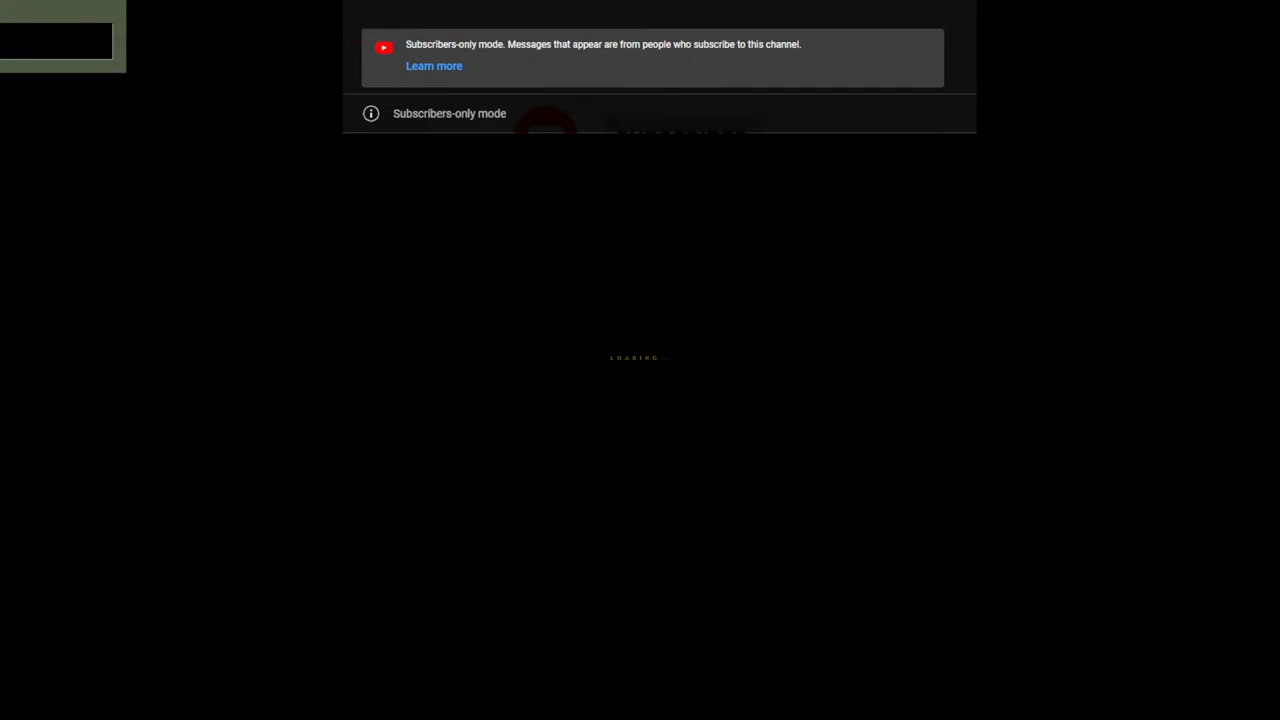 Subscribers-only mode. Messages that appear are from people who subscribe to this channel.
Learn more
Subscribers-only mode
LOADING...